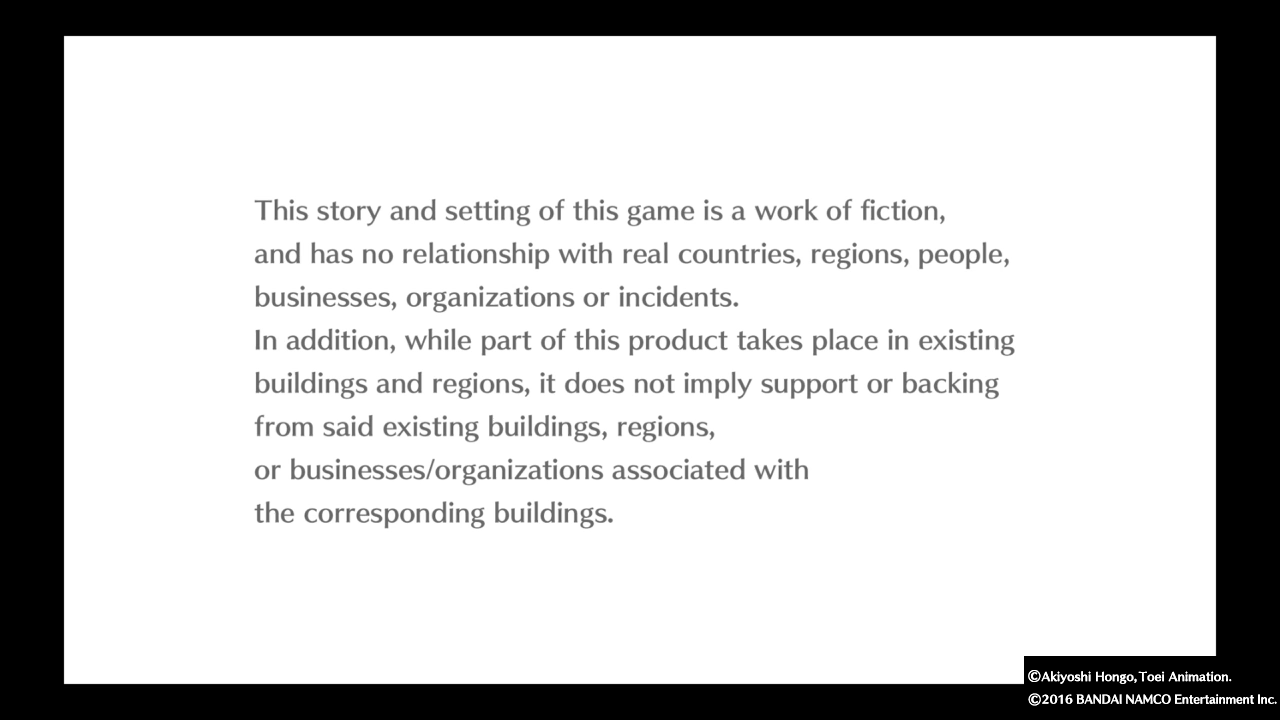 This story and setting of this game is a work of fiction,
and has no relationship with real countries, regions, people,
businesses, organizations or incidents.
In addition, while part of this product takes place in existing
buildings and regions, it does not imply support or backing
from said existing buildings, regions,
or businesses/organizations associated with
the corresponding buildings.
©Akiyoshi Hongo, Toei Animation.
©2016 BANDAI NAMCO Entertainment Inc.